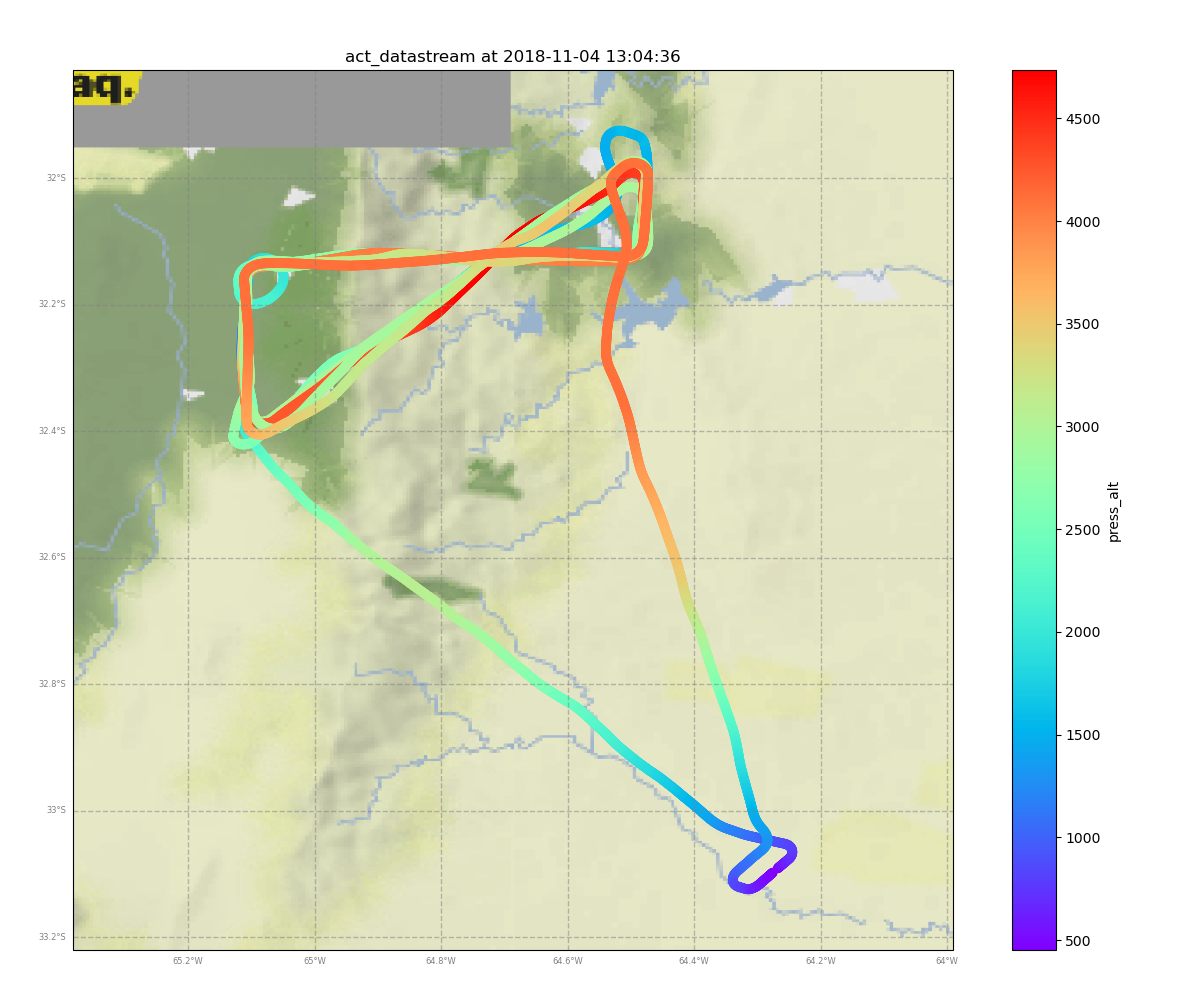 act_datastream at 2018-11-04 13:04:36
aq.
32°S
32.2°S
32.4°S
32.6°S
32.8°S
33°S
33.2°S
65.2°W
65°W
64.8°W
64.6°W
64.4°W
64.2°W
64°W
4500
4000
3500
3000
2500
2000
1500
1000
500
press_alt